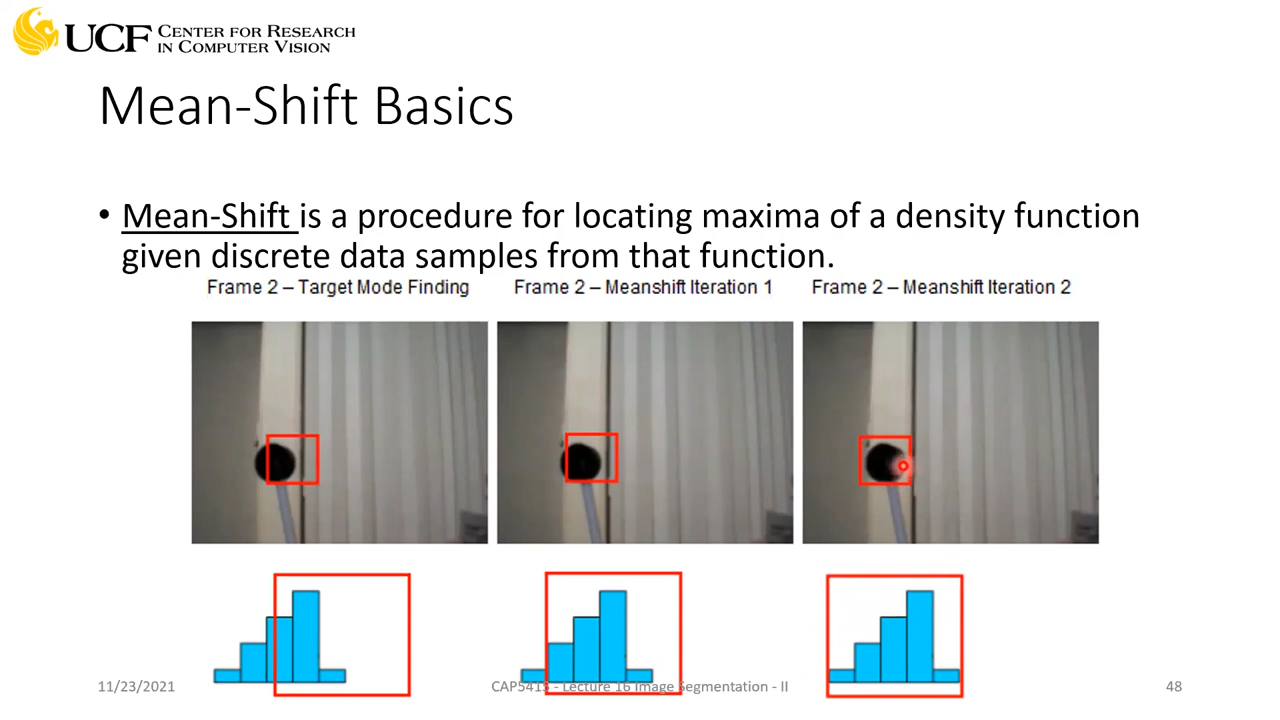 UCF CENTER FOR RESEARCH
IN COMPUTER VISION
Mean-Shift Basics
• Mean-Shift is a procedure for locating maxima of a density function
given discrete data samples from that function.
Frame 2 – Target Mode Finding
Frame 2 – Meanshift Iteration 1
Frame 2 – Meanshift Iteration 2
11/23/2021
CAP5415 - Lecture 16 Image Segmentation - II
48